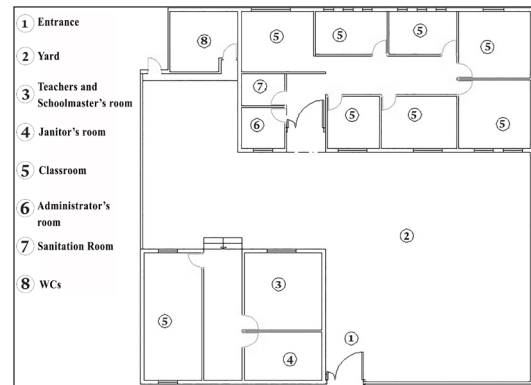 1 Entrance
2 Yard
3 Teachers and
Schoolmaster's room
4 Janitor's room
5 Classroom
6 Administrator's
room
7 Sanitation Room
8 WCs
8
5
5
5
5
7
6
5
5
5
2
3
5
1
4